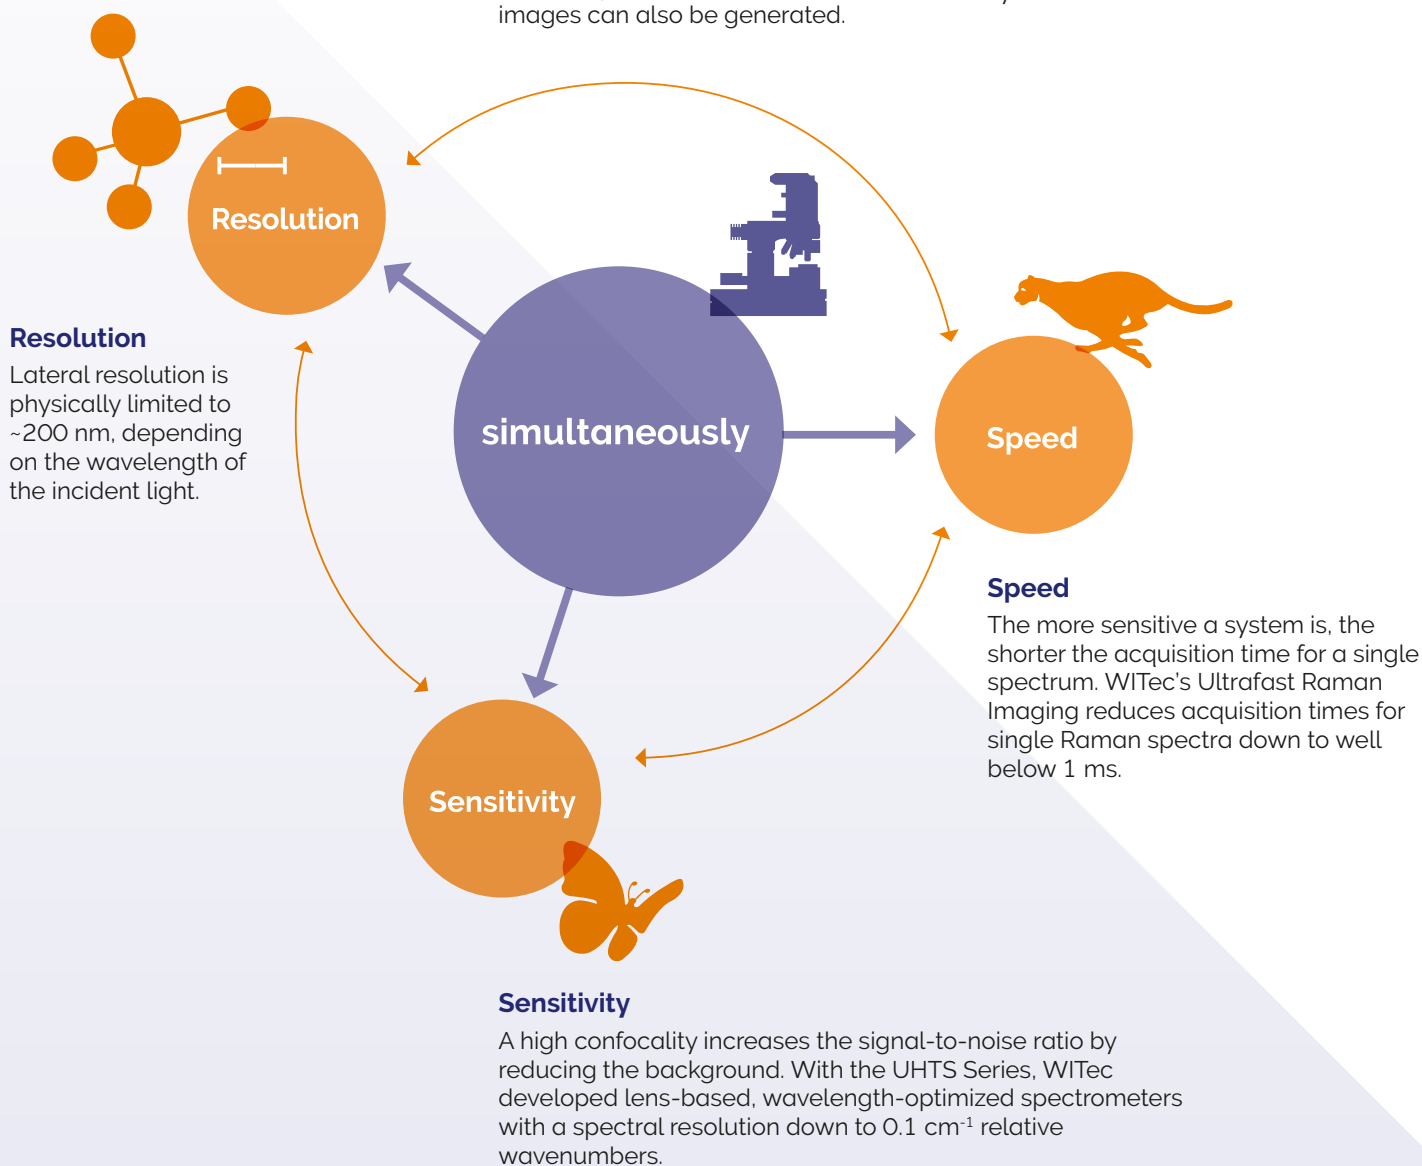 images can also be generated.
Resolution
Resolution
Lateral resolution is
physically limited to
~200 nm, depending
on the wavelength of
the incident light.
simultaneously
Speed
Speed
The more sensitive a system is, the
shorter the acquisition time for a single
spectrum. WITec’s Ultrafast Raman
Imaging reduces acquisition times for
single Raman spectra down to well
below 1 ms.
Sensitivity
Sensitivity
A high confocality increases the signal-to-noise ratio by
reducing the background. With the UHTS Series, WITec
developed lens-based, wavelength-optimized spectrometers
with a spectral resolution down to 0.1 cm⁻¹ relative
wavenumbers.